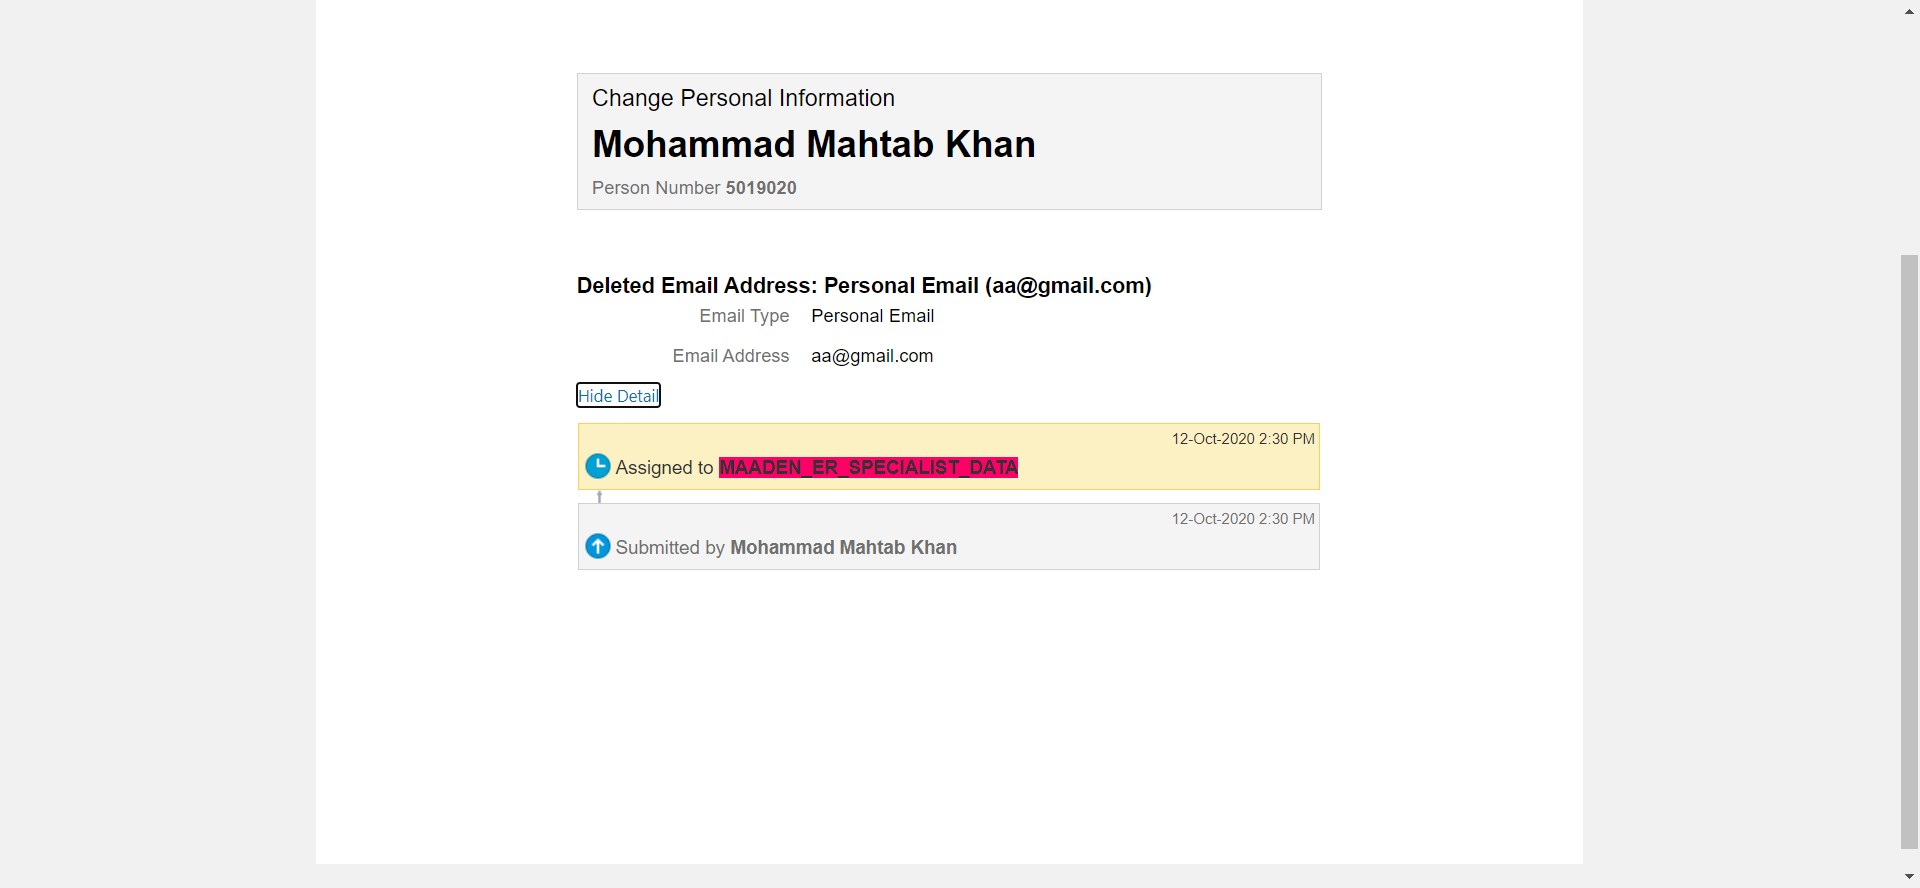 Change Personal Information
Mohammad Mahtab Khan
Person Number 5019020
Deleted Email Address: Personal Email (aa@gmail.com)
Email Type Personal Email
Email Address aa@gmail.com
Hide Detail
12-Oct-2020 2:30 PM
Assigned to MAADEN_ER_SPECIALIST_DATA
12-Oct-2020 2:30 PM
Submitted by Mohammad Mahtab Khan